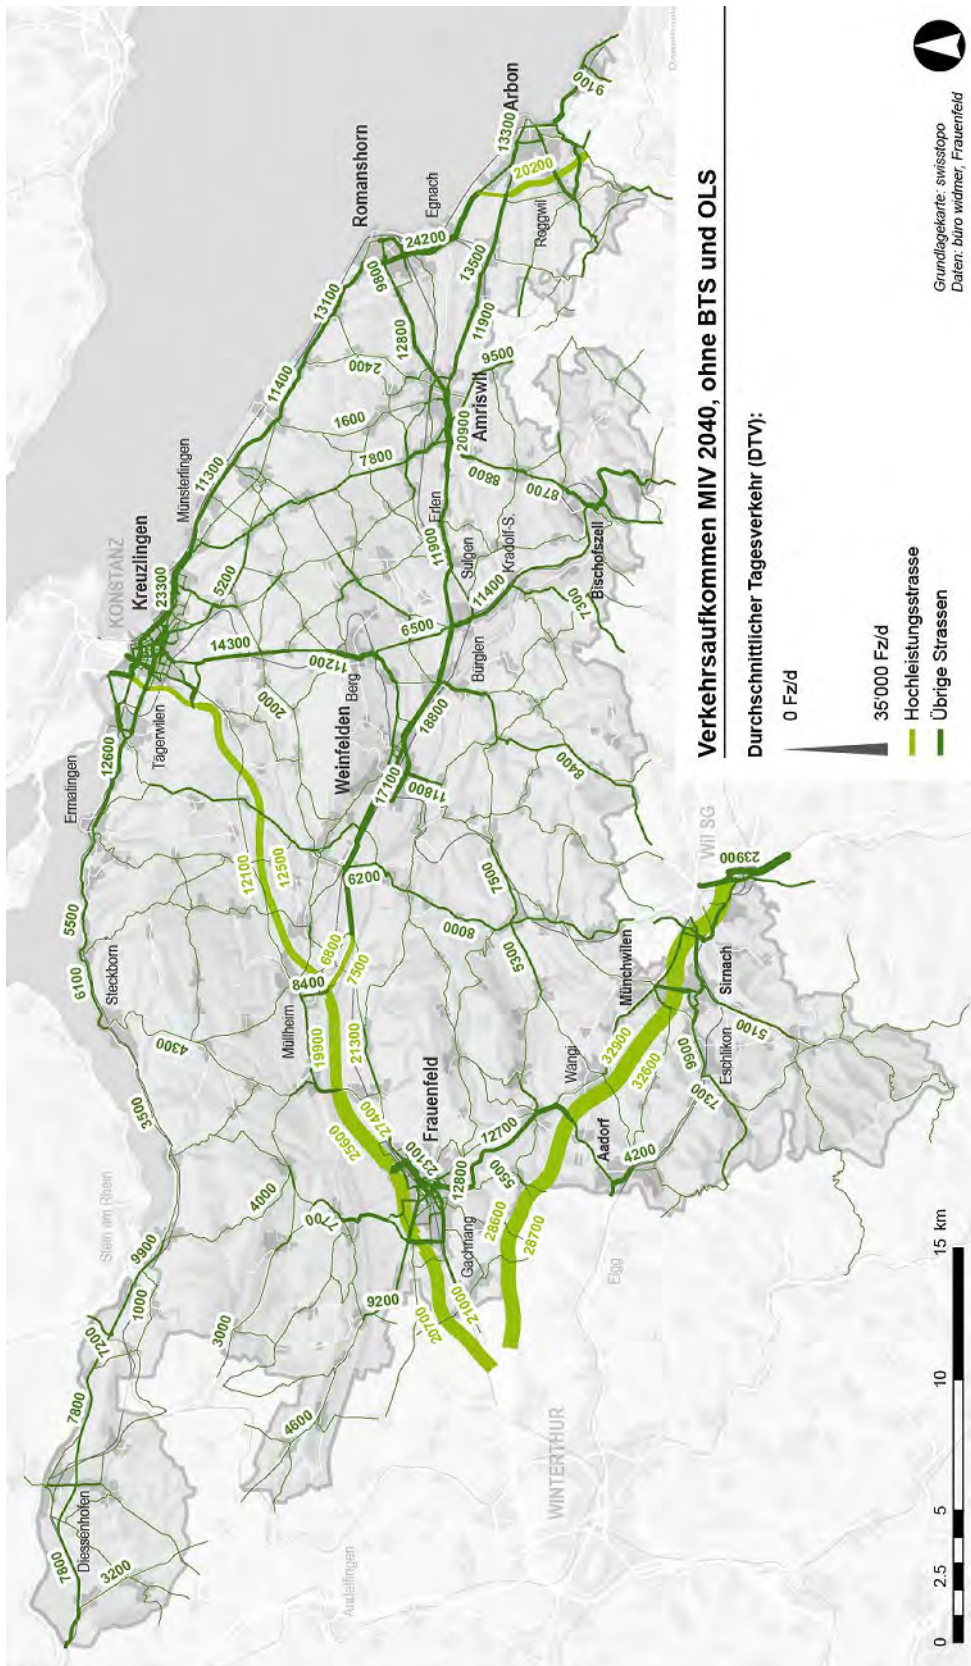 Verkehrsaufkommen MIV 2040, ohne BTS und OLS
Durchschnittlicher Tagesverkehr (DTV):
0 Fz/d
35'000 Fz/d
Hochleistungsstrasse
Übrige Strassen
Grundlagekarte: swisstopo
Daten: büro widmer, Frauenfeld
0
2.5
5
10
15 km
Diessenhofen
7800
3200
7800
7200
1000
9900
Stein am Rhein
3500
4300
Steckborn
6100
5500
Ermatingen
12600
Tägerwilen
KONSTANZ
Kreuzlingen
23300
Münsterlingen
11300
5200
14300
11200
2000
Berg
11400
13100
Romanshorn
9800
24200
Egnach
12800
2400
1600
7800
13300
Arbon
9100
20200
Roggwil
13500
11900
9500
Amriswil
20900
8800
8700
Erlen
11900
Sulgen
Kradolf-S.
11400
Bischofszell
7300
6500
Bürglen
18800
Weinfelden
17100
11800
8400
12100
12500
6800
7500
8400
Müllheim
19900
21300
7500
8000
5300
25600
27400
Frauenfeld
23100
12800
12700
5500
Gachnang
7700
4000
3000
4600
20700
21000
28600
28700
Wängi
Aadorf
4200
32900
32600
Münchwilen
Sirnach
9900
7300
Eschlikon
5100
Wil SG
23900
Elgg
WINTERTHUR
Andelfingen